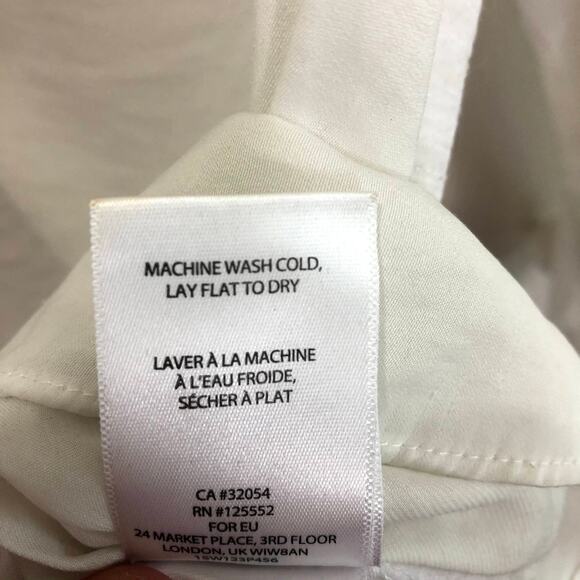 MACHINE WASH COLD,
LAY FLAT TO DRY
LAVER À LA MACHINE
À L'EAU FROIDE,
SÉCHER À PLAT
CA #32054
RN #125552
FOR EU
24 MARKET PLACE, 3RD FLOOR
LONDON, UK WIW8AN